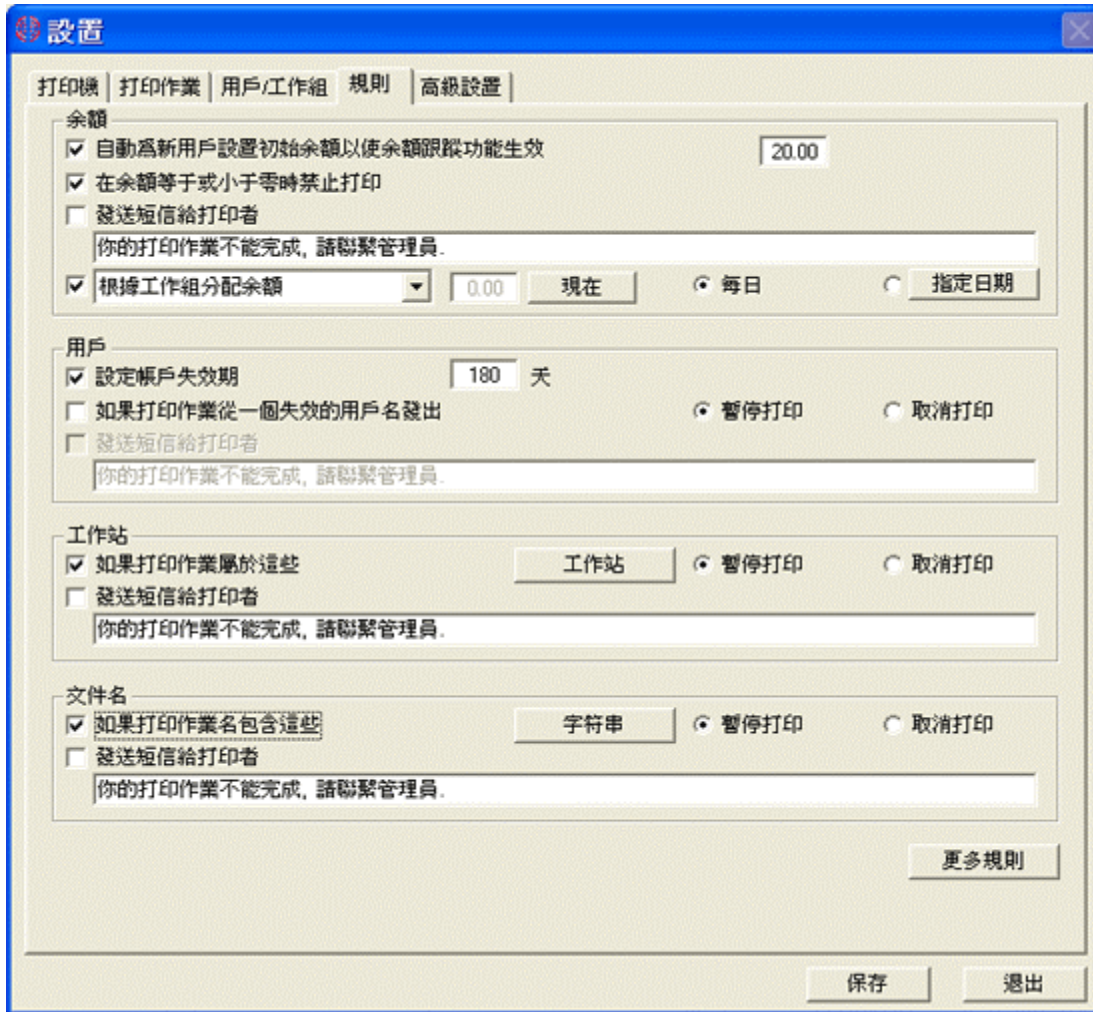 設置
打印機 打印作業 用戶/工作組 規則 高級設置
余額
自動爲新用戶設置初始余額以使余額跟蹤功能生效 20.00
在余額等于或小于零時禁止打印
發送短信給打印者
你的打印作業不能完成, 請聯繫管理員.
根據工作組分配余額 0.00 現在 每日 指定日期
用戶
設定帳戶失效期 180 天
如果打印作業從一個失效的用戶名發出 暫停打印 取消打印
發送短信給打印者
你的打印作業不能完成, 請聯繫管理員.
工作站
如果打印作業屬於這些 工作站 暫停打印 取消打印
發送短信給打印者
你的打印作業不能完成, 請聯繫管理員.
文件名
如果打印作業名包含這些 字符串 暫停打印 取消打印
發送短信給打印者
你的打印作業不能完成, 請聯繫管理員.
更多規則
保存 退出